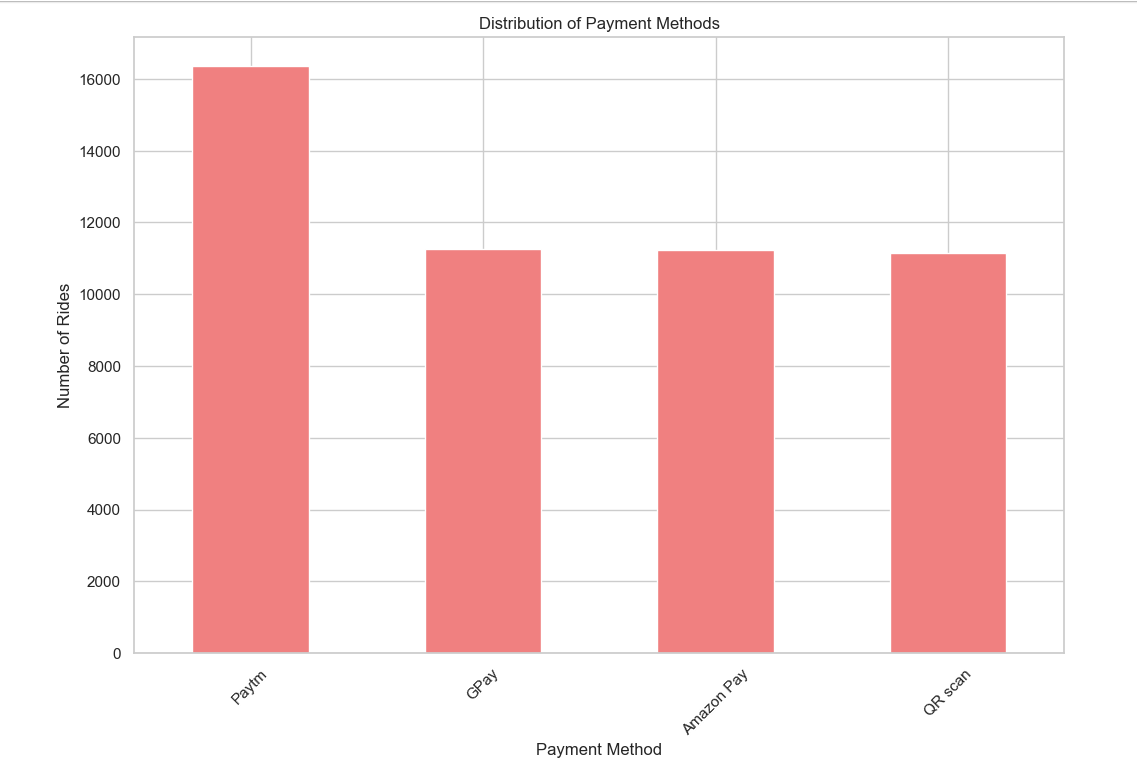 Distribution of Payment Methods
16000
14000
12000
10000
8000
6000
4000
2000
0
Number of Rides
Paytm
GPay
Amazon Pay
QR scan
Payment Method